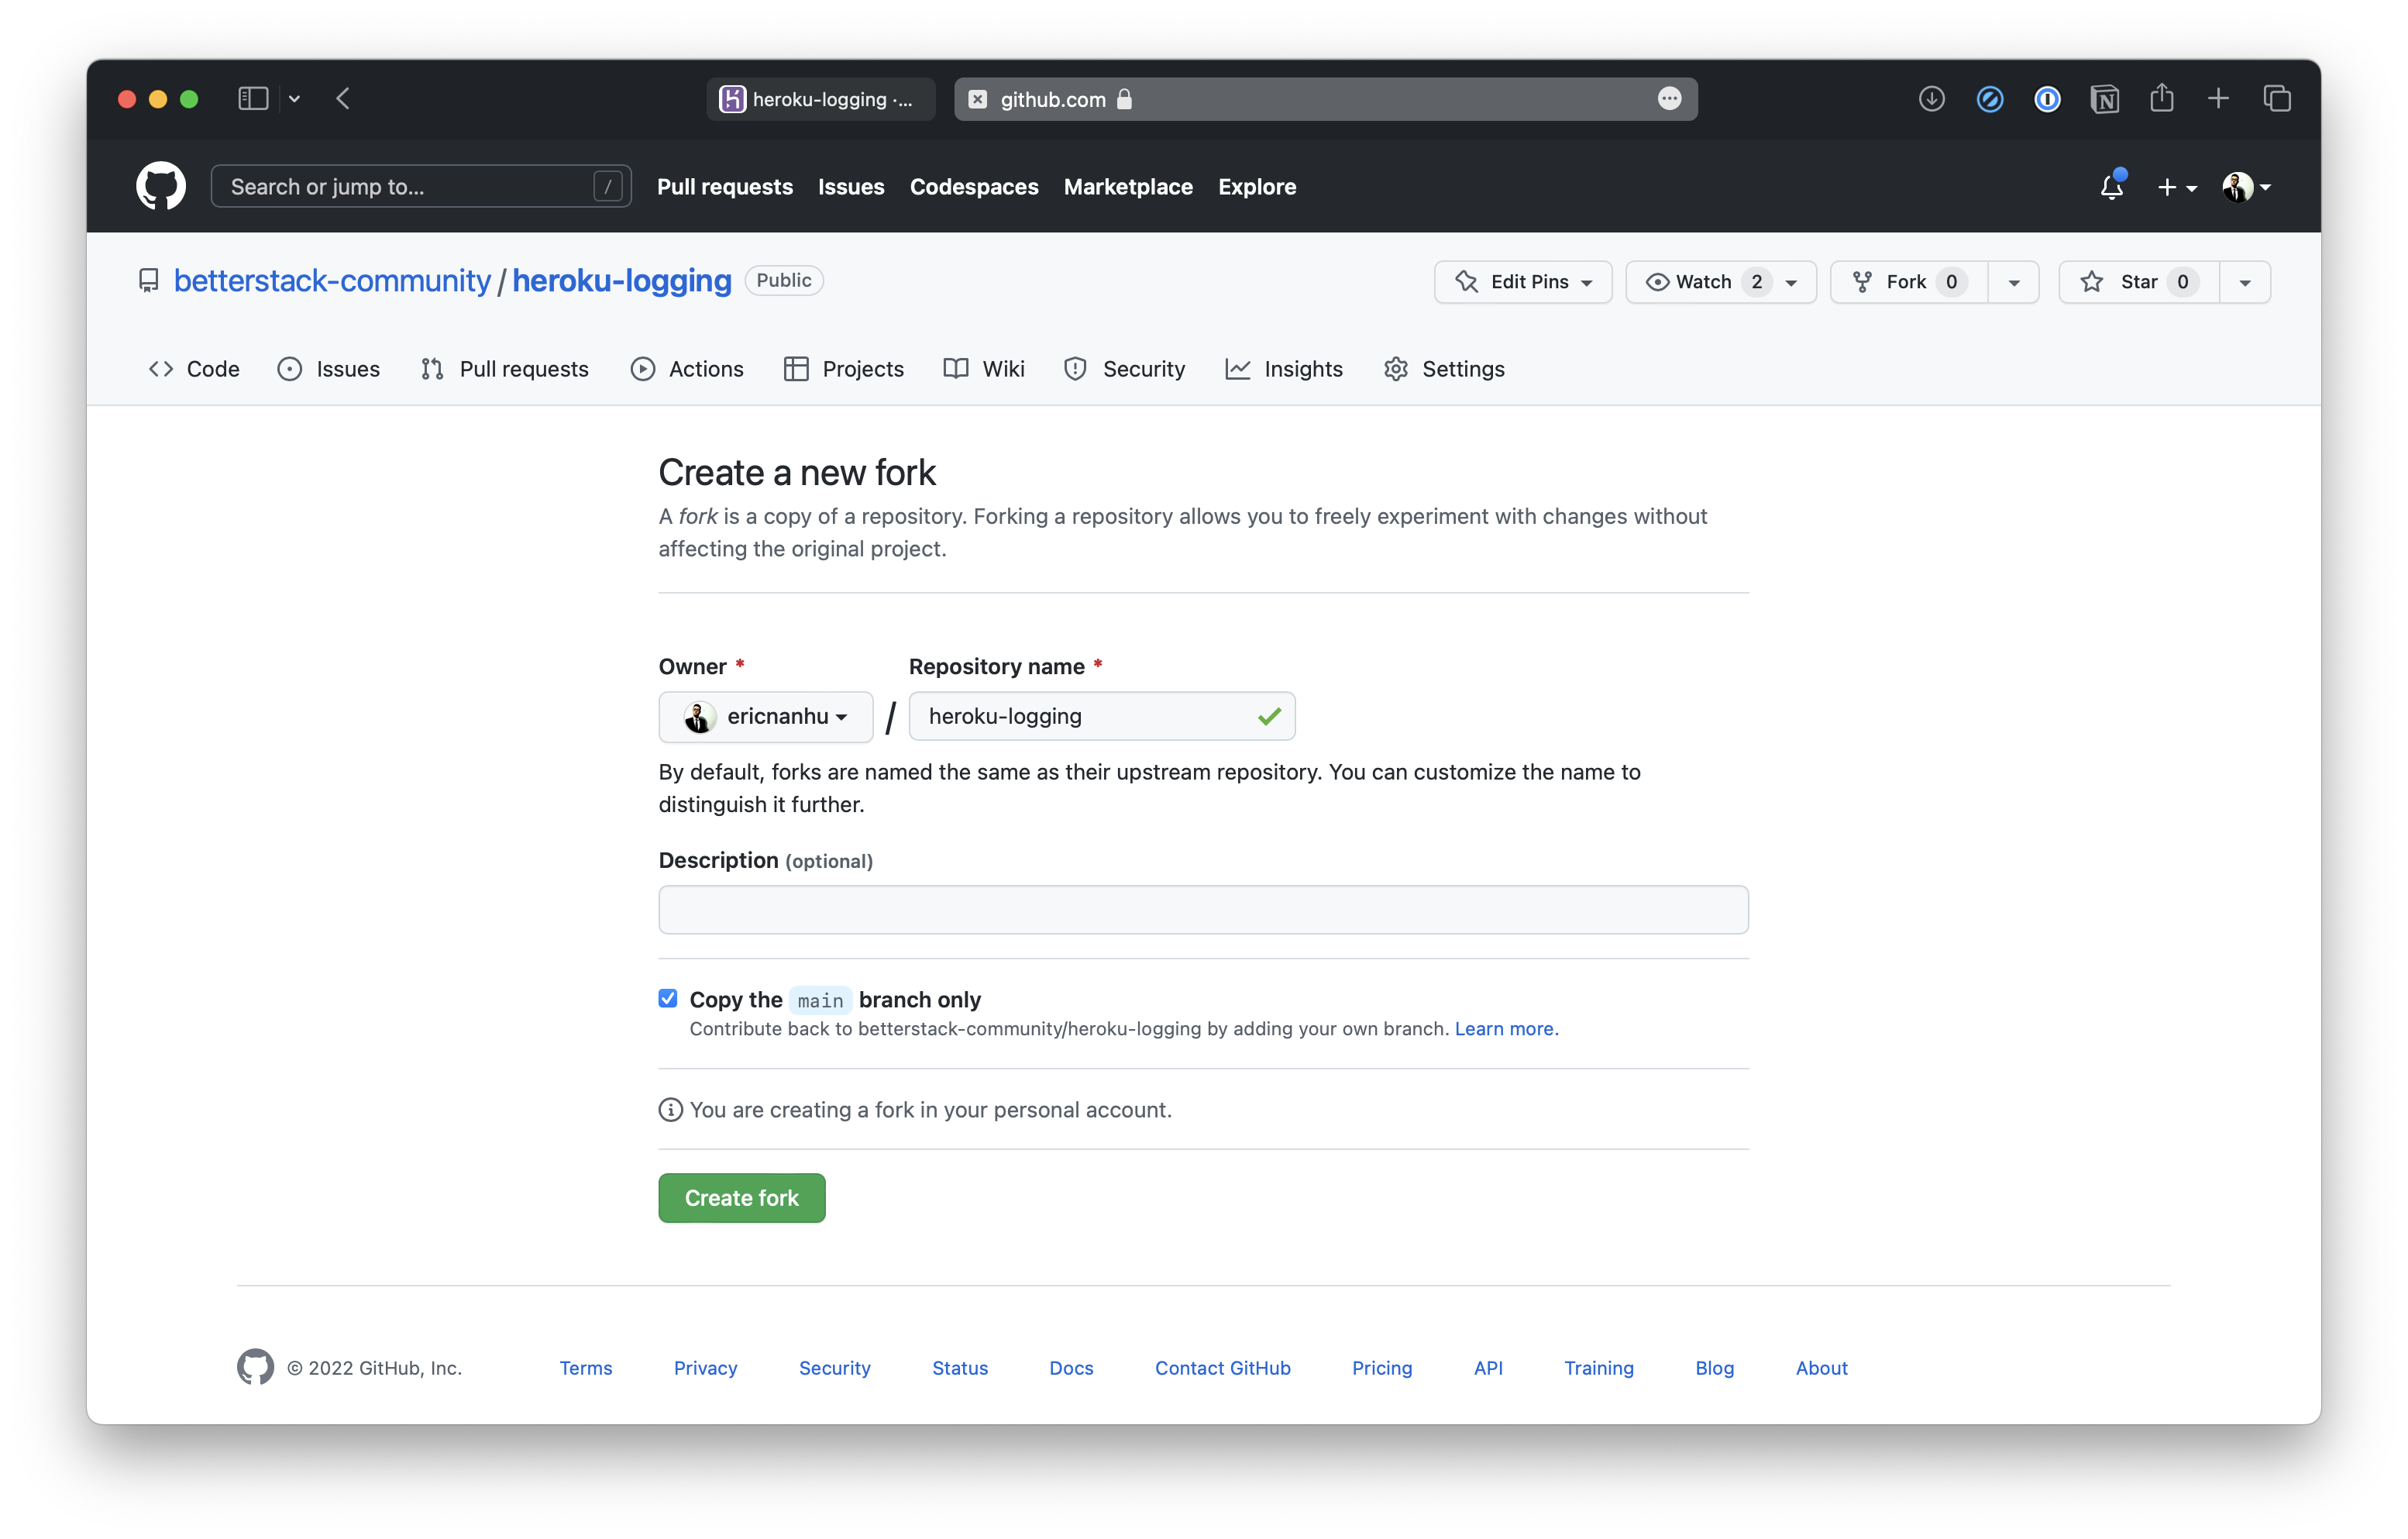 heroku-logging ·...
github.com
Search or jump to... /
Pull requests Issues Codespaces Marketplace Explore
betterstack-community / heroku-logging Public
Edit Pins Watch 2 Fork 0 Star 0
Code Issues Pull requests Actions Projects Wiki Security Insights Settings
Create a new fork
A fork is a copy of a repository. Forking a repository allows you to freely experiment with changes without
affecting the original project.
Owner * Repository name *
ericnanhu / heroku-logging
By default, forks are named the same as their upstream repository. You can customize the name to
distinguish it further.
Description (optional)
Copy the main branch only
Contribute back to betterstack-community/heroku-logging by adding your own branch. Learn more.
You are creating a fork in your personal account.
Create fork
© 2022 GitHub, Inc. Terms Privacy Security Status Docs Contact GitHub Pricing API Training Blog About